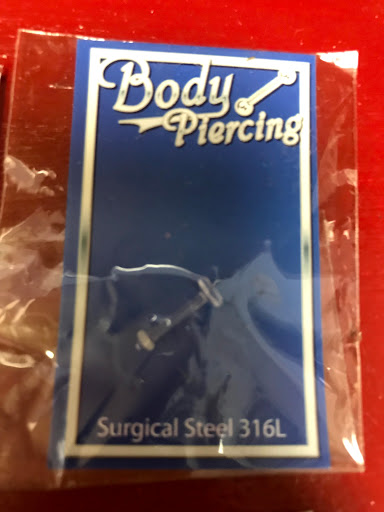 Body
Piercing
Surgical Steel 316L